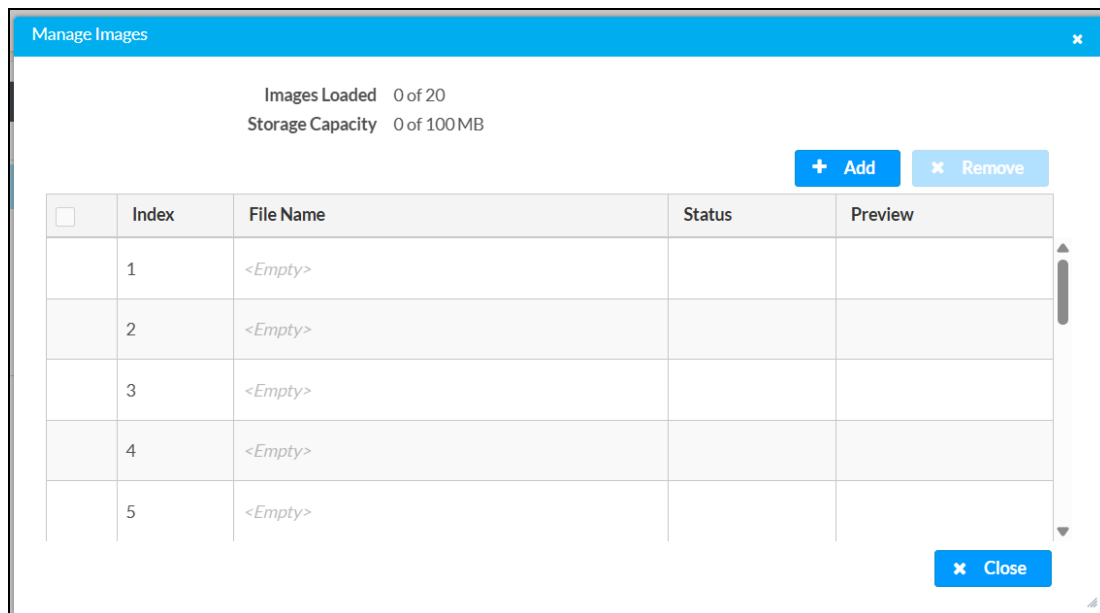 Manage Images
Images Loaded 0 of 20
Storage Capacity 0 of 100 MB
Add Remove
Index File Name Status Preview
1 <Empty>
2 <Empty>
3 <Empty>
4 <Empty>
5 <Empty>
Close